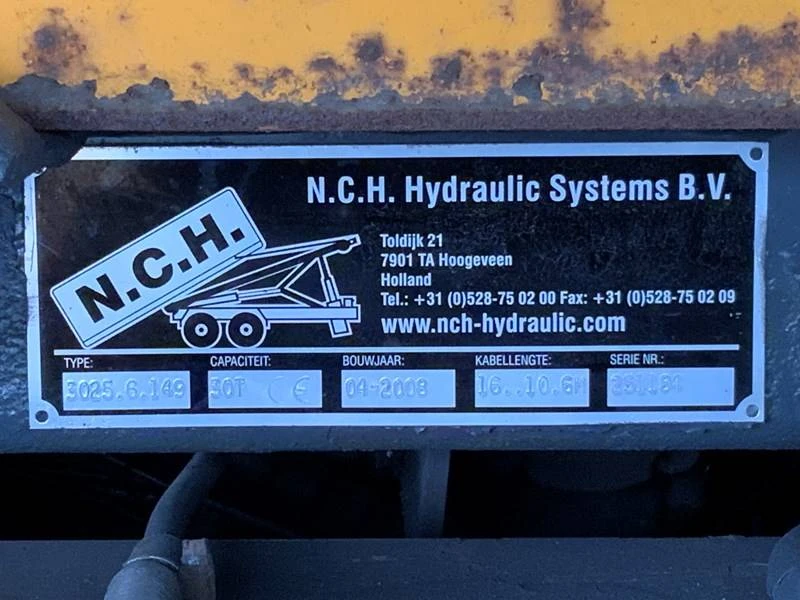 N.C.H. Hydraulic Systems B.V.
N.C.H.
Toldijk 21
7901 TA Hoogeveen
Holland
Tel.: +31 (0)528-75 02 00 Fax: +31 (0)528-75 02 09
www.nch-hydraulic.com
TYPE: CAPACITEIT: BOUWJAAR: KABELLENGTE: SERIE NR.:
3025.6.149 30T CE 04-2008 16..10.6M